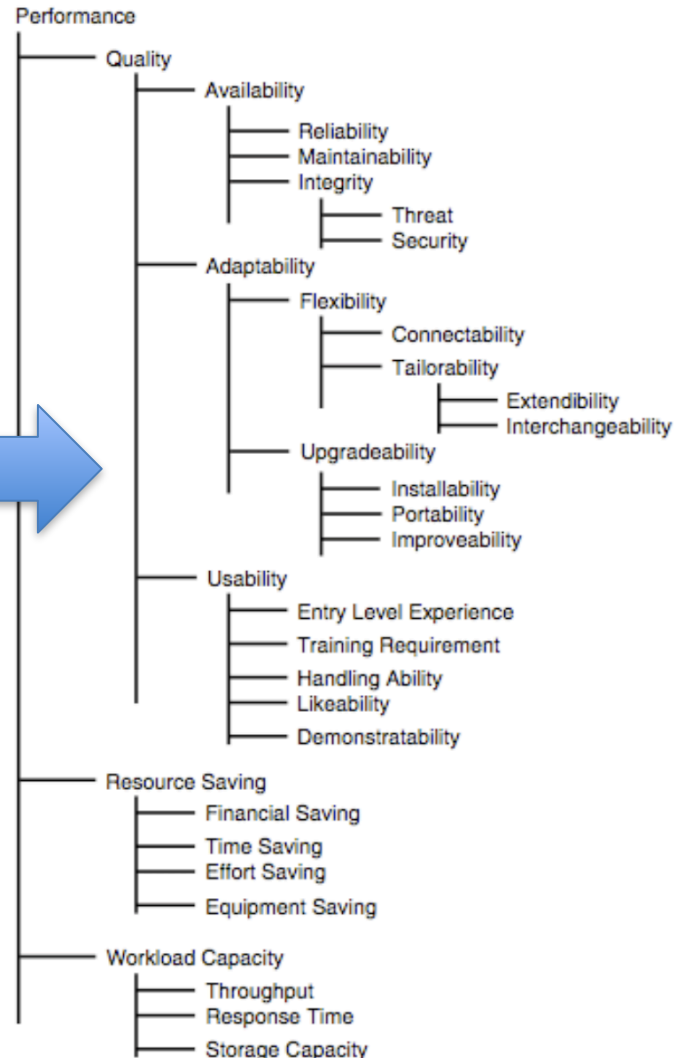 Performance
Quality
Availability
Reliability
Maintainability
Integrity
Threat
Security
Adaptability
Flexibility
Connectability
Tailorability
Extendibility
Interchangeability
Upgradeability
Installability
Portability
Improveability
Usability
Entry Level Experience
Training Requirement
Handling Ability
Likeability
Demonstratability
Resource Saving
Financial Saving
Time Saving
Effort Saving
Equipment Saving
Workload Capacity
Throughput
Response Time
Storage Capacity